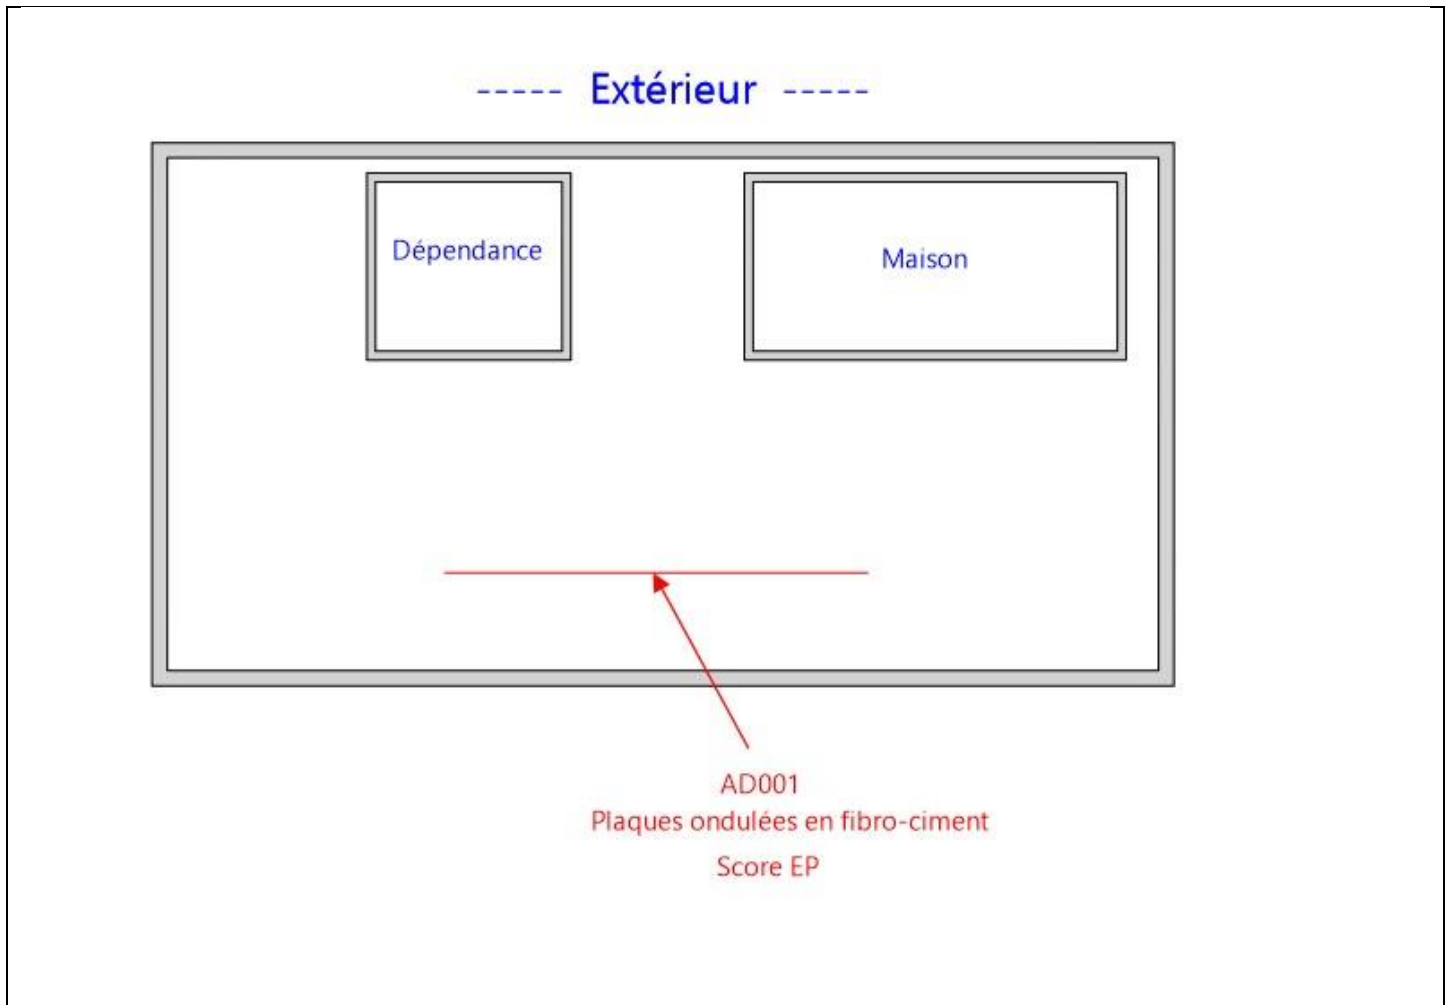 ----- Extérieur -----
Dépendance
Maison
AD001
Plaques ondulées en fibro-ciment
Score EP